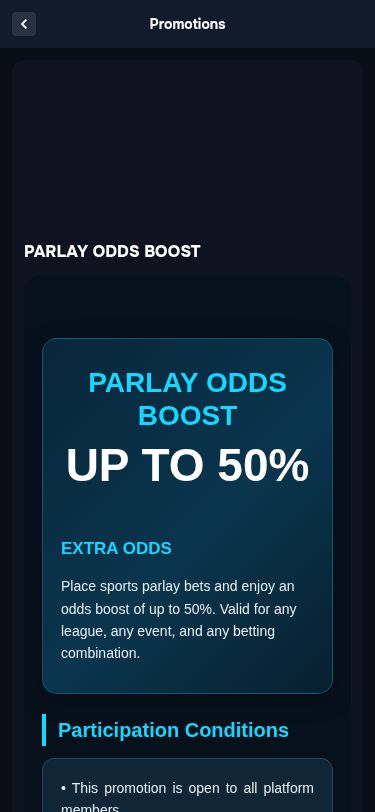 Promotions
PARLAY ODDS BOOST
PARLAY ODDS
BOOST
UP TO 50%
EXTRA ODDS
Place sports parlay bets and enjoy an
odds boost of up to 50%. Valid for any
league, any event, and any betting
combination.
Participation Conditions
• This promotion is open to all platform
members.